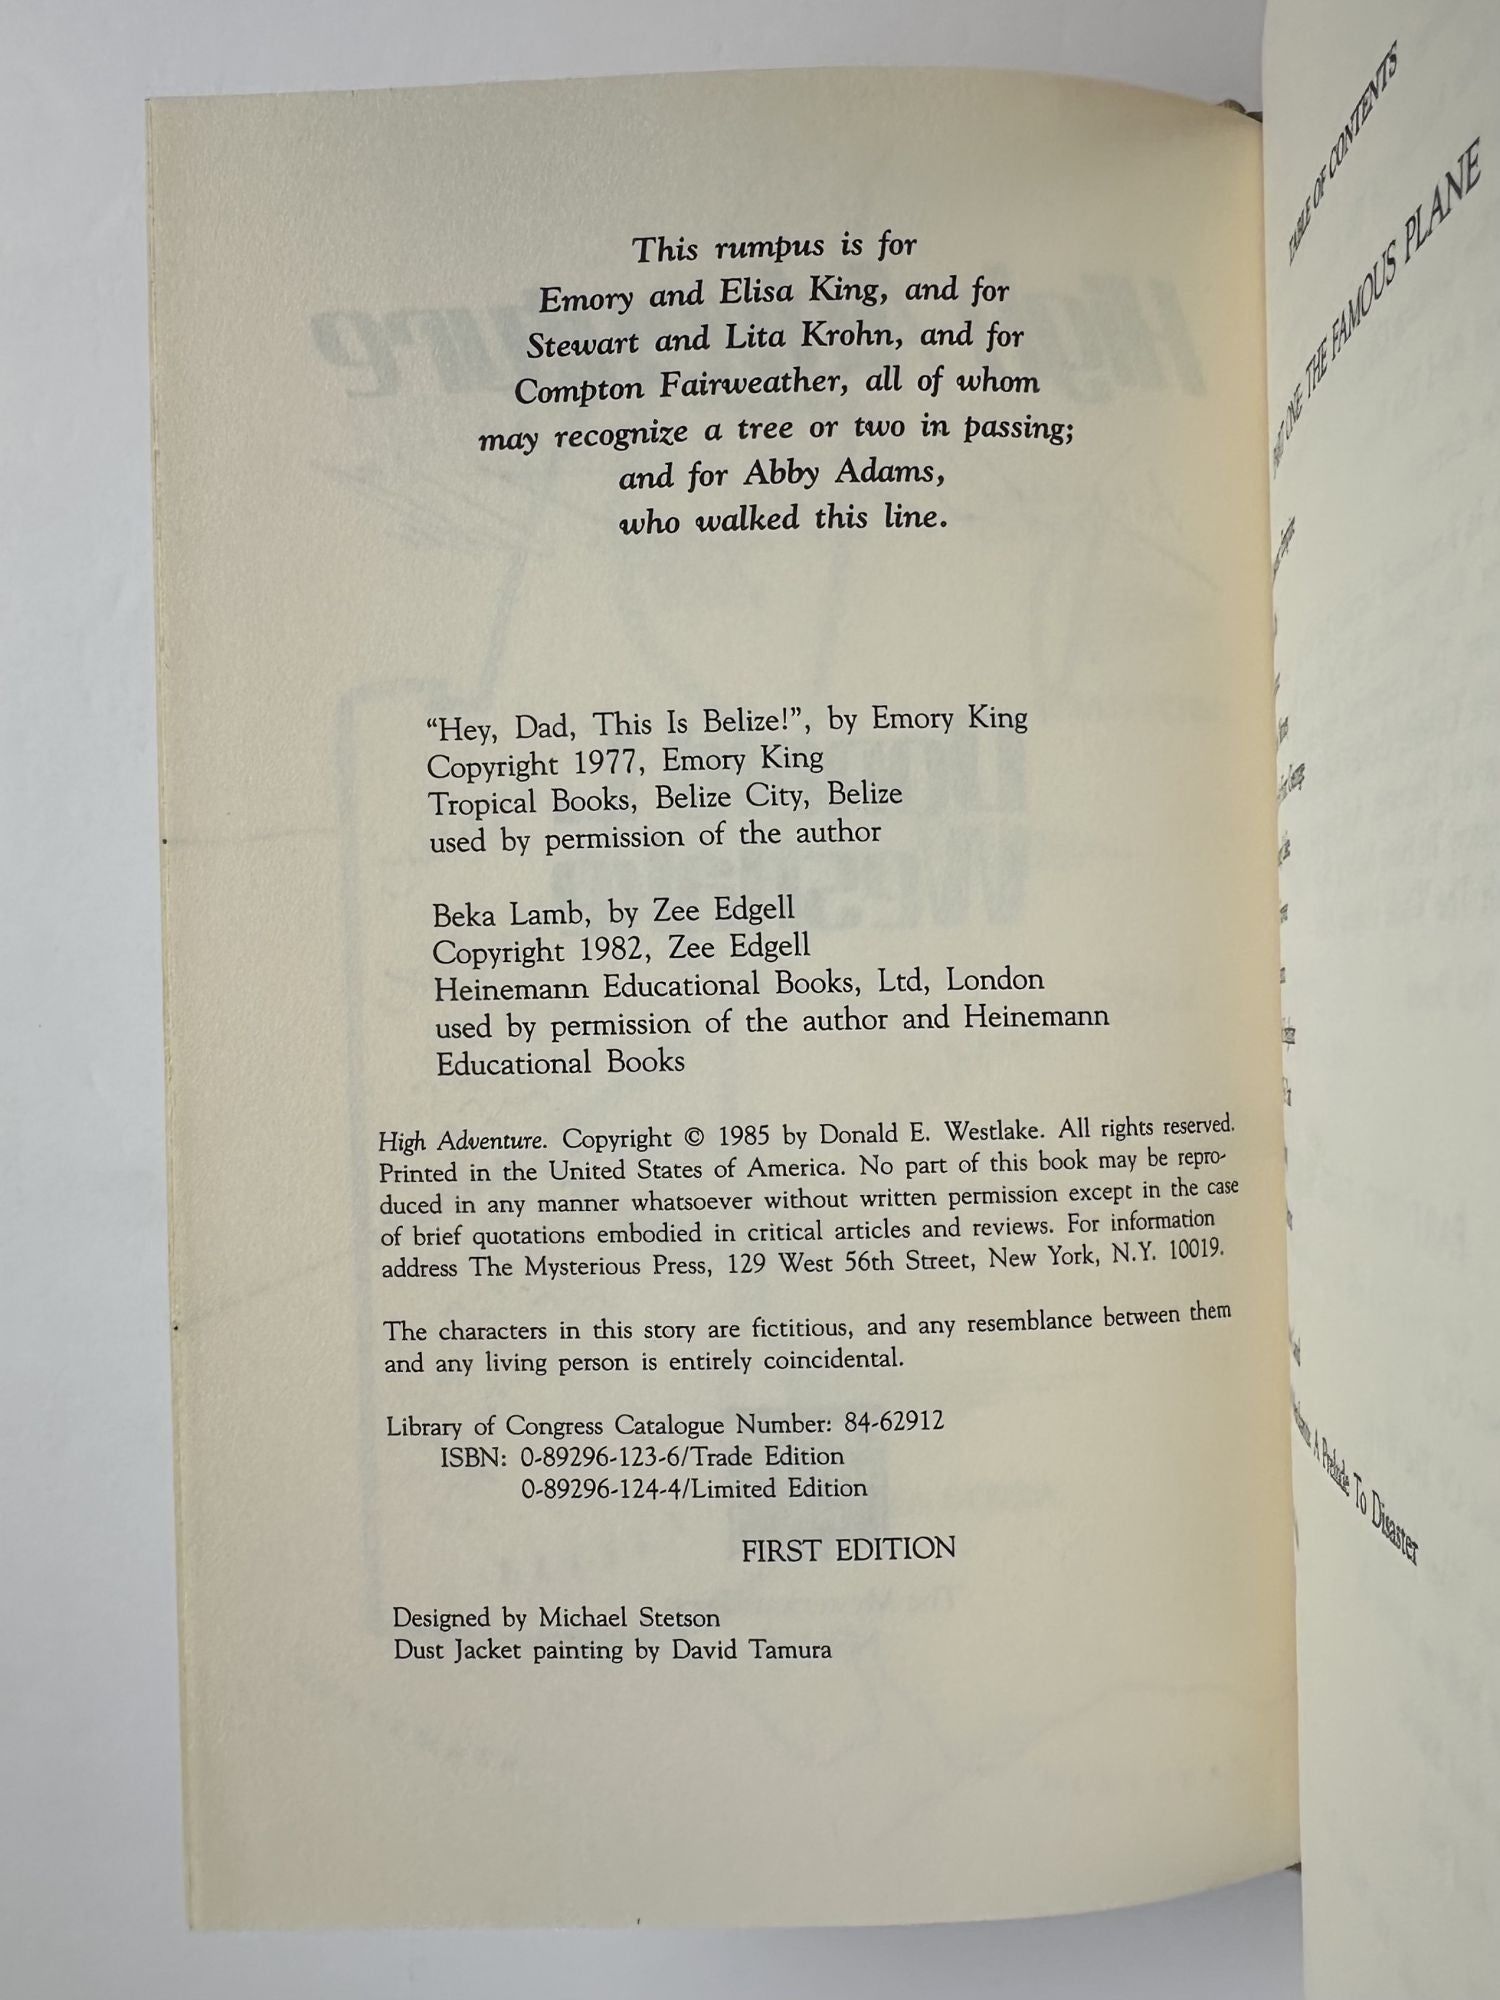 This rumpus is for
Emory and Elisa King, and for
Stewart and Lita Krohn, and for
Compton Fairweather, all of whom
may recognize a tree or two in passing;
and for Abby Adams,
who walked this line.
“Hey, Dad, This Is Belize!”, by Emory King
Copyright 1977, Emory King
Tropical Books, Belize City, Belize
used by permission of the author
Beka Lamb, by Zee Edgell
Copyright 1982, Zee Edgell
Heinemann Educational Books, Ltd, London
used by permission of the author and Heinemann
Educational Books
High Adventure. Copyright © 1985 by Donald E. Westlake. All rights reserved.
Printed in the United States of America. No part of this book may be repro-
duced in any manner whatsoever without written permission except in the case
of brief quotations embodied in critical articles and reviews. For information
address The Mysterious Press, 129 West 56th Street, New York, N.Y. 10019.
The characters in this story are fictitious, and any resemblance between them
and any living person is entirely coincidental.
Library of Congress Catalogue Number: 84-62912
ISBN: 0-89296-123-6/Trade Edition
0-89296-124-4/Limited Edition
FIRST EDITION
Designed by Michael Stetson
Dust Jacket painting by David Tamura
TABLE OF CONTENTS
PART ONE THE FAMOUS PLANE
A Prelude To Disaster